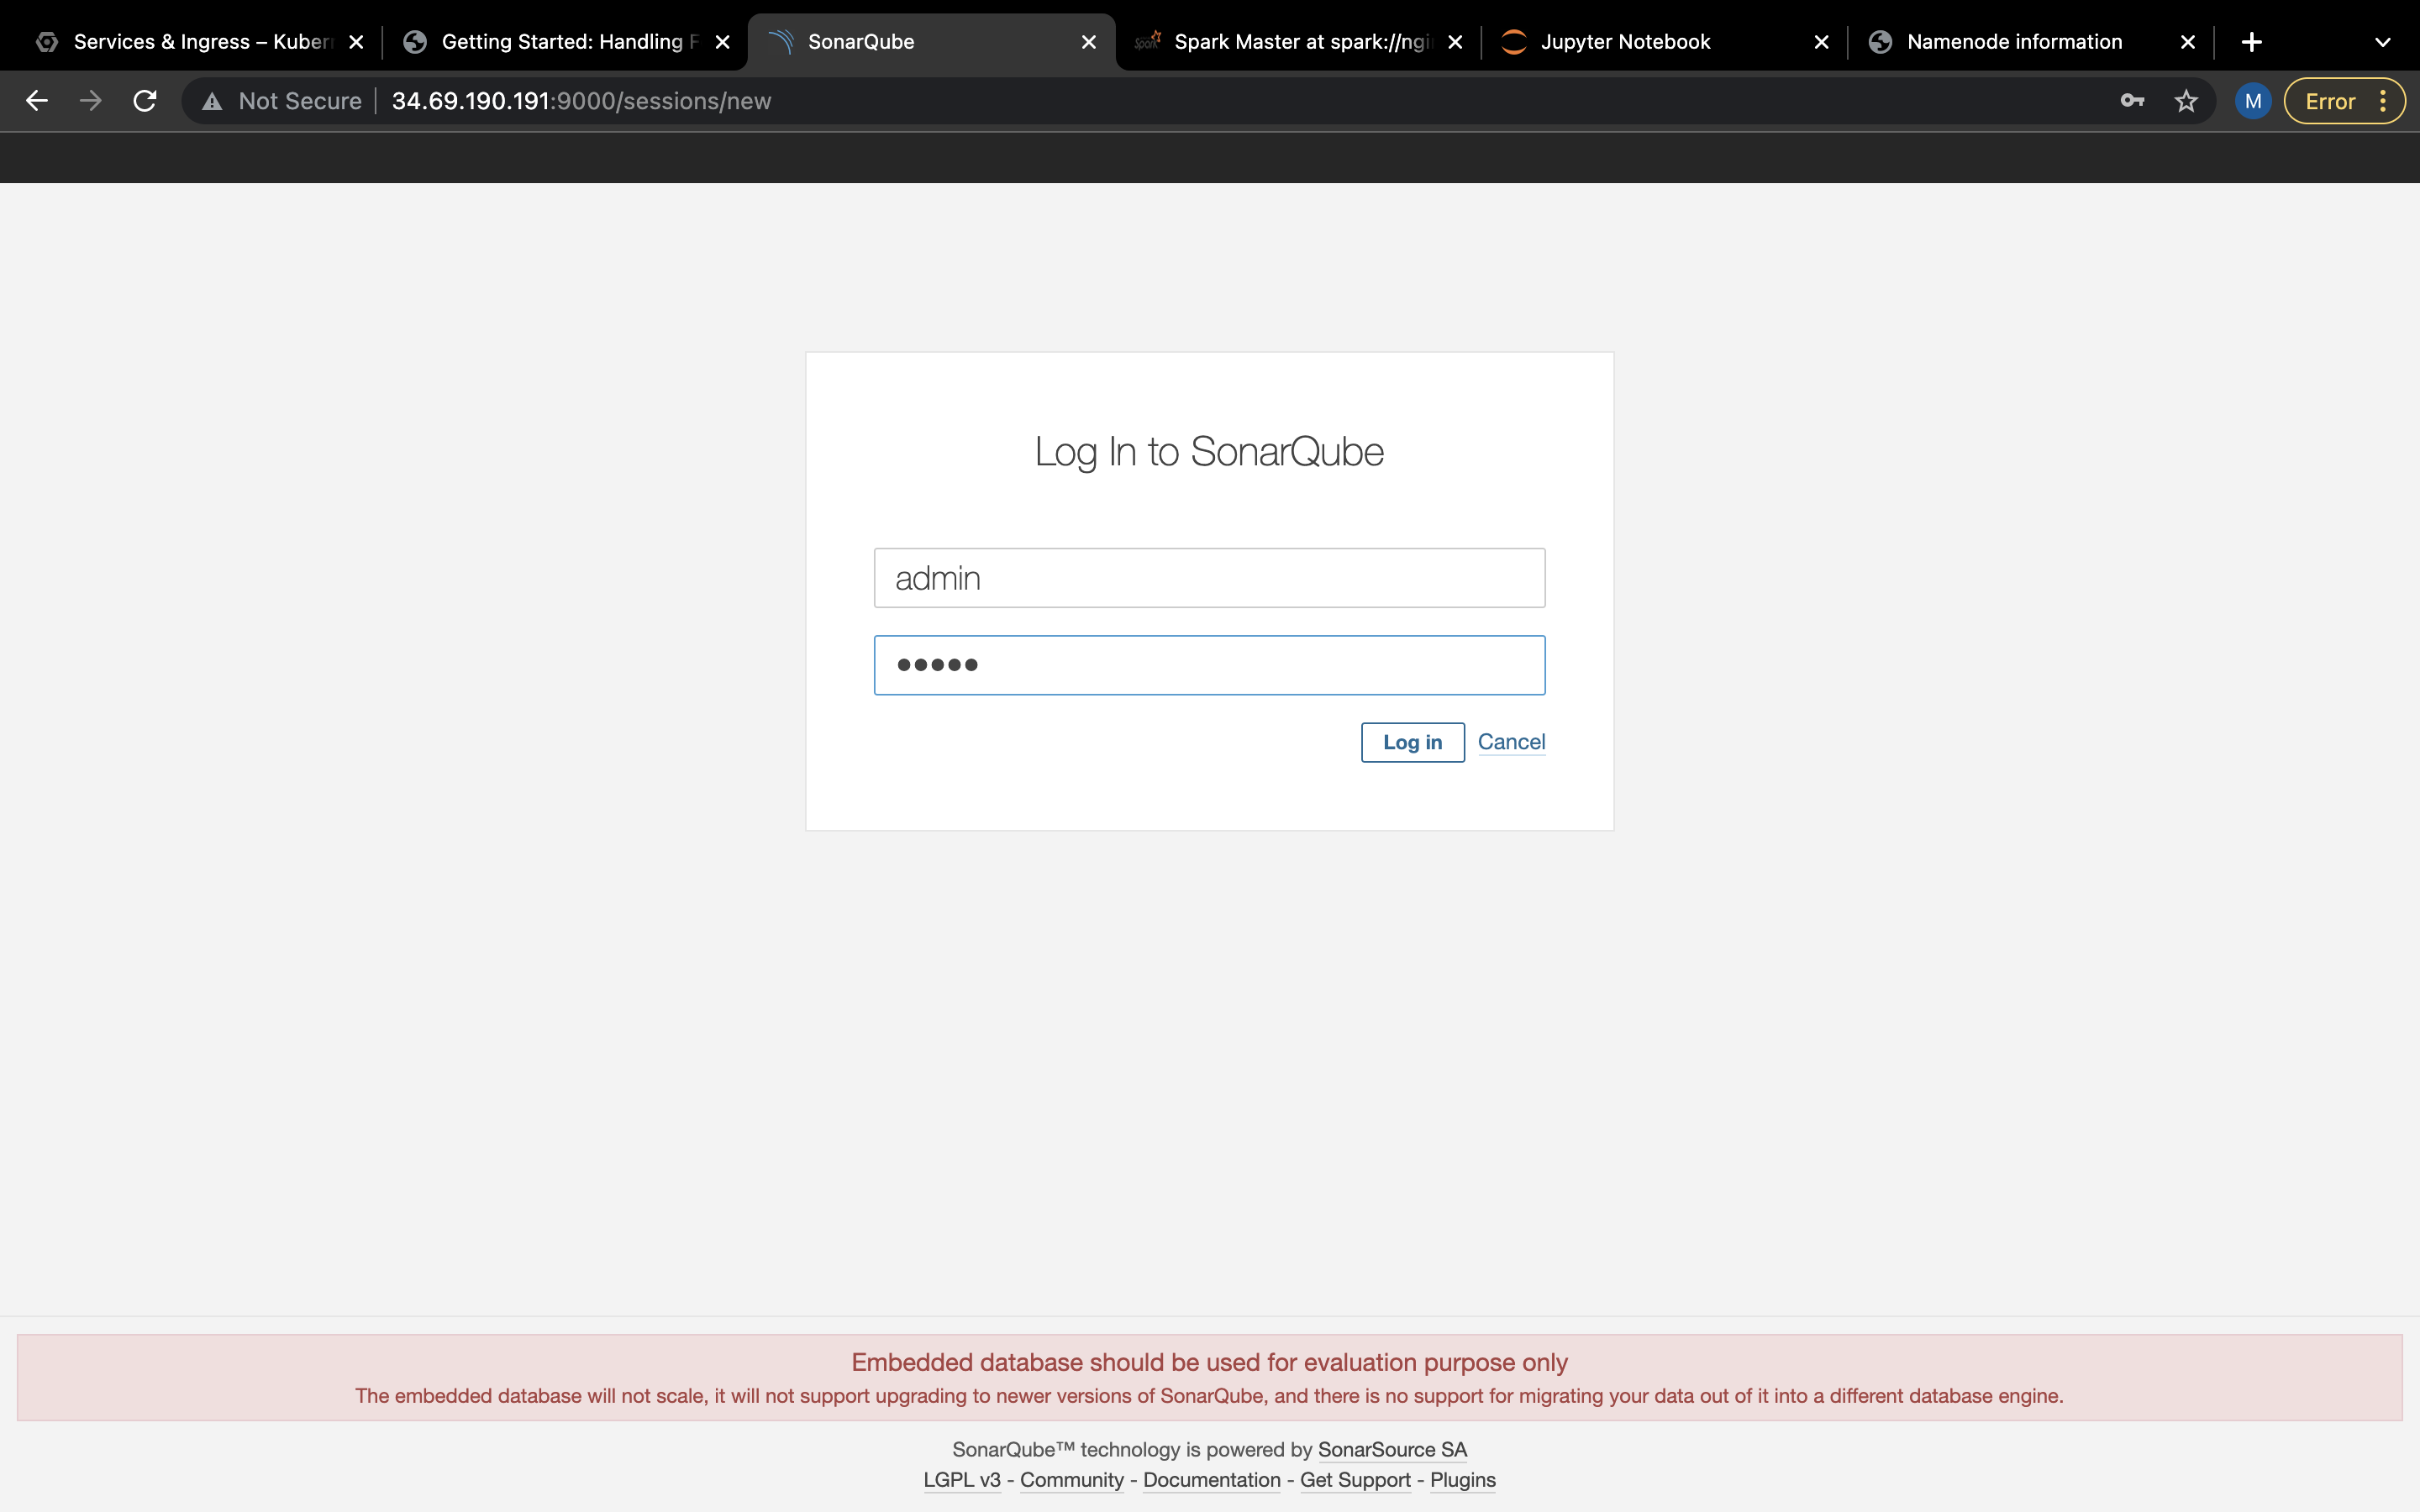 Services & Ingress – Kuber
Getting Started: Handling F
SonarQube
Spark Master at spark://ngi
Jupyter Notebook
Namenode information
Not Secure
34.69.190.191:9000/sessions/new
M
Error
Log In to SonarQube
admin
•••••
Log in
Cancel
Embedded database should be used for evaluation purpose only
The embedded database will not scale, it will not support upgrading to newer versions of SonarQube, and there is no support for migrating your data out of it into a different database engine.
SonarQube™ technology is powered by SonarSource SA
LGPL v3 - Community - Documentation - Get Support - Plugins